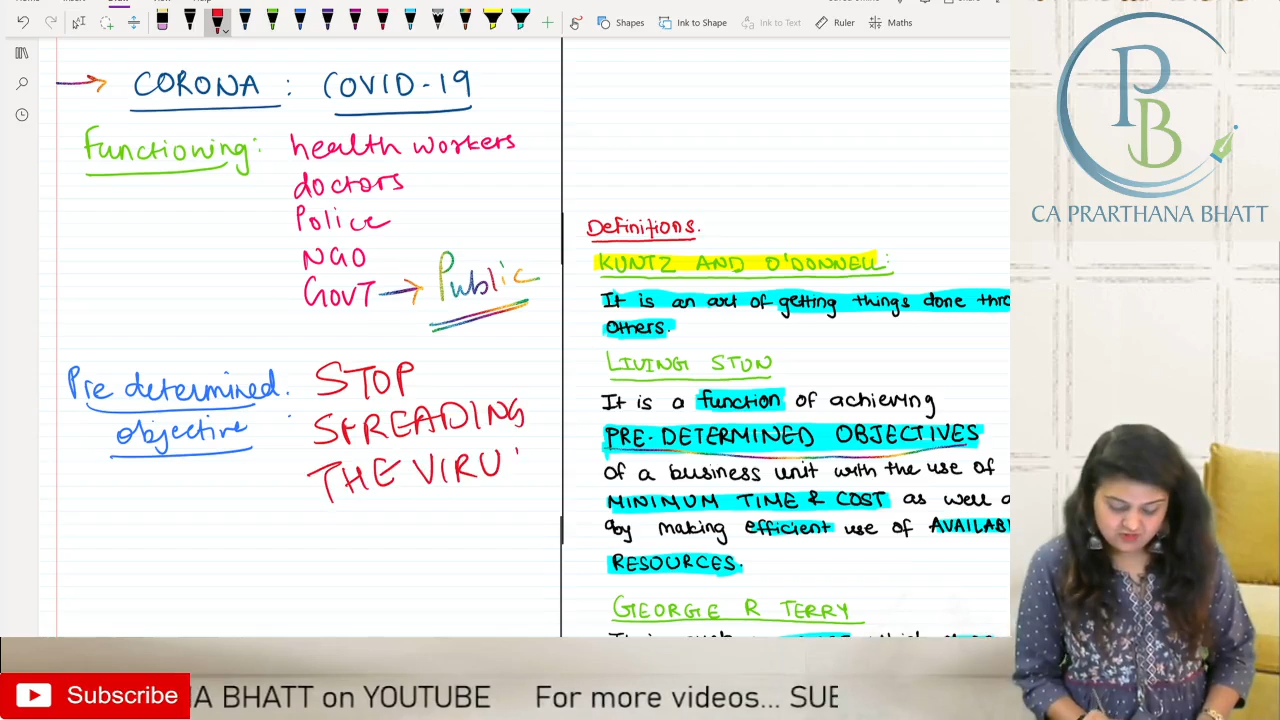 Shapes
Ink to Shape
Ink to Text
Ruler
Maths
CORONA : COVID-19
functioning: health workers
doctors
Police
NGO
GOVT → Public
Pre determined. STOP
objective : SPREADING
THE VIRU
Definitions.
KUNTZ AND O'DONNELL:
It is an art of getting things done thro
others.
LIVING STON
It is a function of achieving
PRE-DETERMINED OBJECTIVES
of a business unit with the use of
MINIMUM TIME & COST as well a
by making efficient use of AVAILAB
RESOURCES.
GEORGE R TERRY
PB
CA PRARTHANA BHATT
Subscribe
NA BHATT on YOUTUBE For more videos... SUB